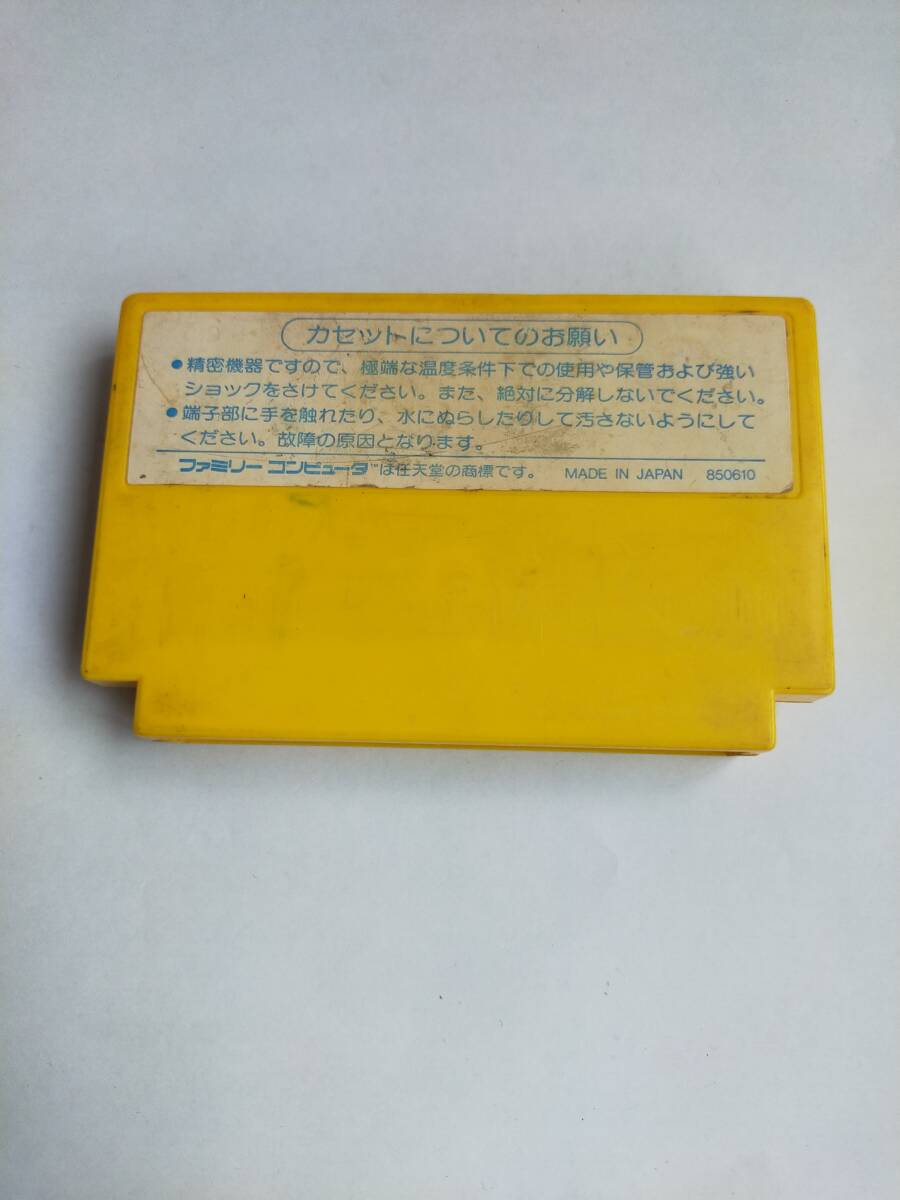 カセットについてのお願い
●精密機器ですので、極端な温度条件下での使用や保管および強い
ショックをさけてください。また、絶対に分解しないでください。
●端子部に手を触れたり、水にぬらしたりして汚さないようにして
ください。故障の原因となります。
ファミリー コンピュータ™は任天堂の商標です。 MADE IN JAPAN 850610